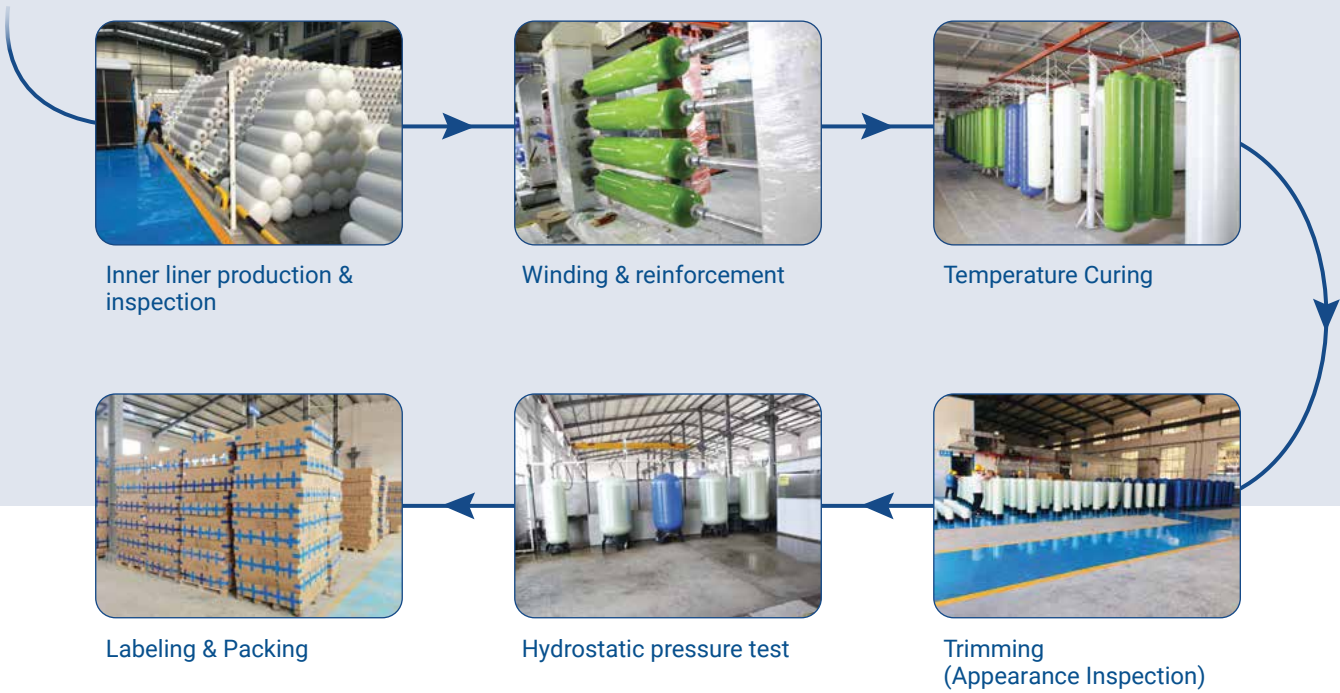 Inner liner production &
inspection
Winding & reinforcement
Temperature Curing
Labeling & Packing
Hydrostatic pressure test
Trimming
(Appearance Inspection)